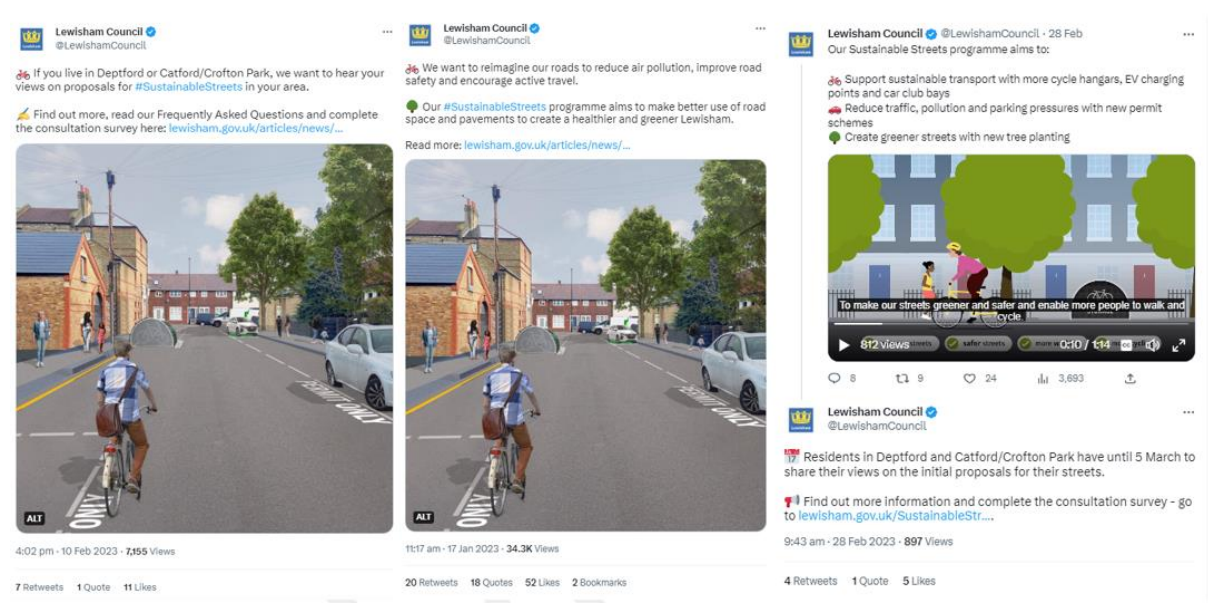 Lewisham Council
@LewishamCouncil
🚲 If you live in Deptford or Catford/Crofton Park, we want to hear your
views on proposals for #SustainableStreets in your area.
✍️ Find out more, read our Frequently Asked Questions and complete
the consultation survey here: lewisham.gov.uk/articles/news/...
PERMIT ONLY
ONLY
ALT
4:02 pm · 10 Feb 2023 · 7,155 Views
7 Retweets 1 Quote 11 Likes
Lewisham Council
@LewishamCouncil
🚲 We want to reimagine our roads to reduce air pollution, improve road
safety and encourage active travel.
🌳 Our #SustainableStreets programme aims to make better use of road
space and pavements to create a healthier and greener Lewisham.
Read more: lewisham.gov.uk/articles/news/...
PERMIT ONLY
ONLY
ALT
11:17 am · 17 Jan 2023 · 34.3K Views
20 Retweets 18 Quotes 52 Likes 2 Bookmarks
Lewisham Council @LewishamCouncil · 28 Feb
Our Sustainable Streets programme aims to:
🚲 Support sustainable transport with more cycle hangars, EV charging
points and car club bays
🚗 Reduce traffic, pollution and parking pressures with new permit
schemes
🌳 Create greener streets with new tree planting
To make our streets greener and safer and enable more people to walk and
cycle.
812 views streets safer streets 0:10 / 1:14 CC
8 9 24 3,693
Lewisham Council
@LewishamCouncil
📅 Residents in Deptford and Catford/Crofton Park have until 5 March to
share their views on the initial proposals for their streets.
📢 Find out more information and complete the consultation survey - go
to lewisham.gov.uk/SustainableStr....
9:43 am · 28 Feb 2023 · 897 Views
4 Retweets 1 Quote 5 Likes